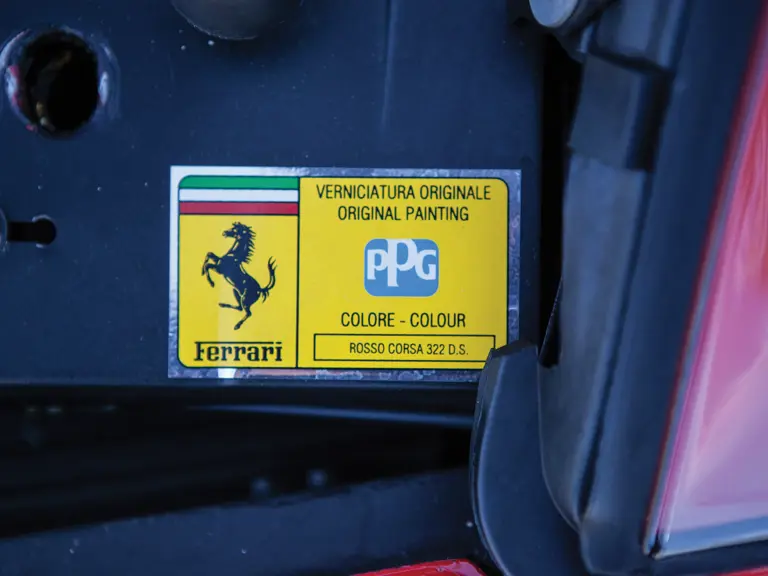 VERNICIATURA ORIGINALE
ORIGINAL PAINTING
PPG
COLORE - COLOUR
ROSSO CORSA 322 D.S.
Ferrari